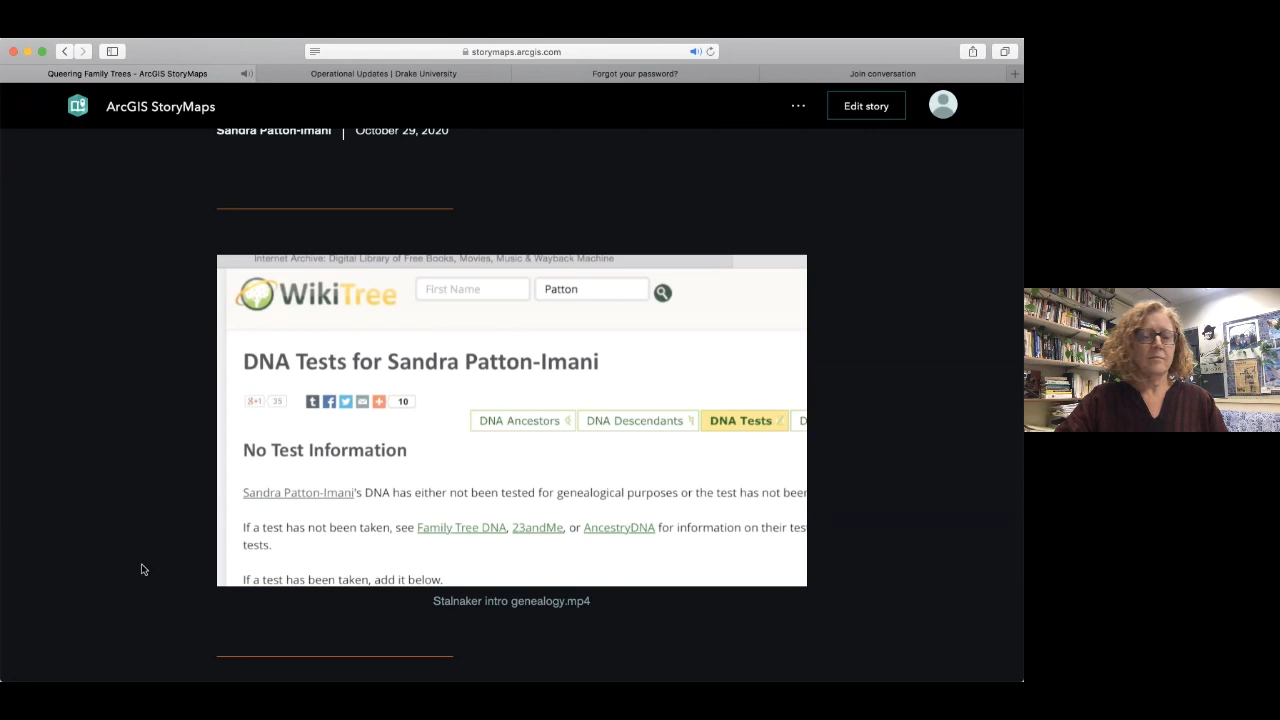 storymaps.arcgis.com
Queering Family Trees - ArcGIS StoryMaps
Operational Updates | Drake University
Forgot your password?
Join conversation
ArcGIS StoryMaps
Edit story
Sandra Patton-Imani | October 29, 2020
Internet Archive: Digital Library of Free Books, Movies, Music & Wayback Machine
WikiTree
First Name
Patton
DNA Tests for Sandra Patton-Imani
g+1 35
10
DNA Ancestors
DNA Descendants
DNA Tests
D
No Test Information
Sandra Patton-Imani's DNA has either not been tested for genealogical purposes or the test has not been
If a test has not been taken, see Family Tree DNA, 23andMe, or AncestryDNA for information on their tes
tests.
If a test has been taken, add it below.
Stalnaker intro genealogy.mp4